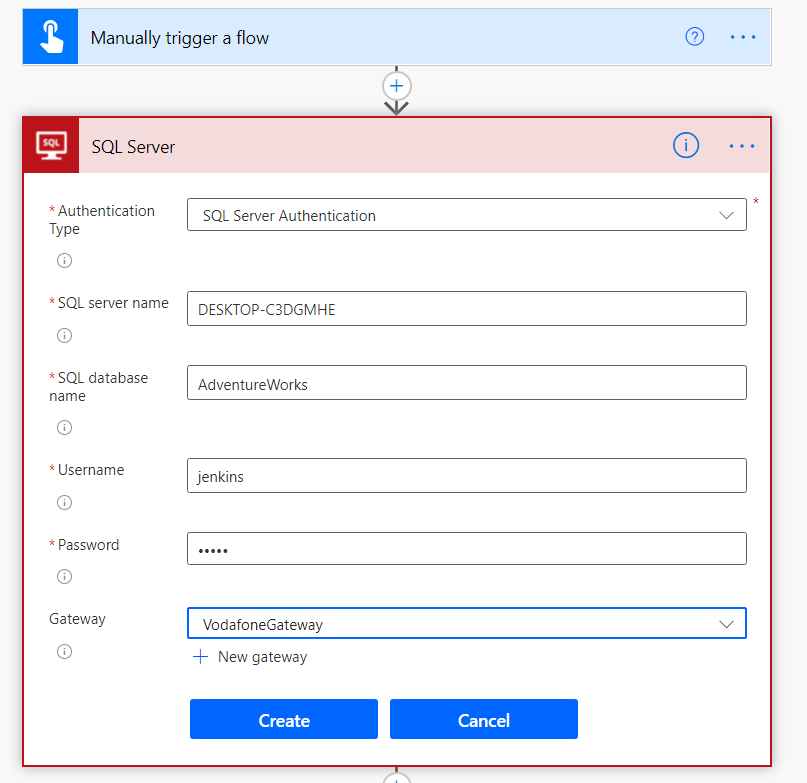 Manually trigger a flow
?
...
SQL
SQL Server
i
...
* Authentication
Type
SQL Server Authentication
*
i
* SQL server name
DESKTOP-C3DGMHE
i
* SQL database
name
AdventureWorks
i
* Username
jenkins
i
* Password
•••••
i
Gateway
VodafoneGateway
i
+ New gateway
Create
Cancel